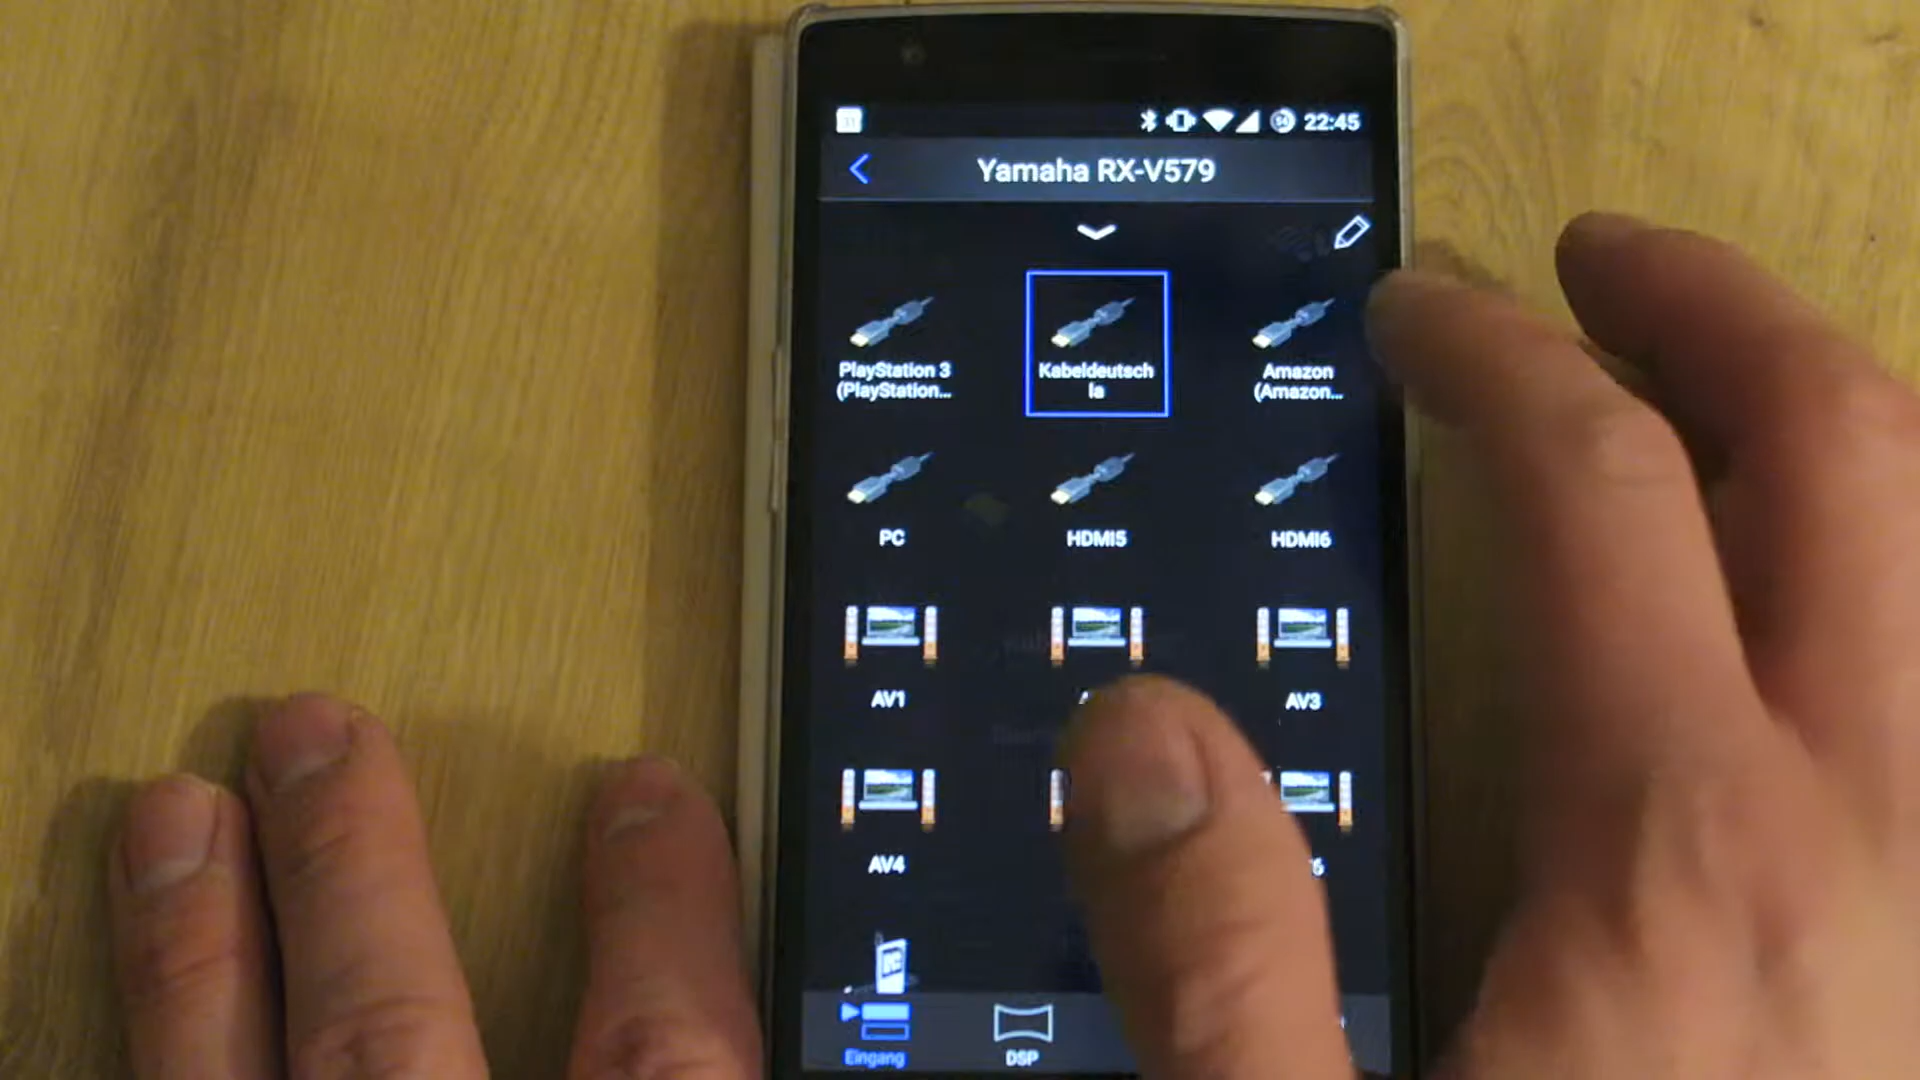 22:45
Yamaha RX-V579
PlayStation 3
(PlayStation...
Kabeldeutsch
la
Amazon
(Amazon...
PC
HDMI5
HDMI6
AV1
AV3
AV4
Eingang
DSP